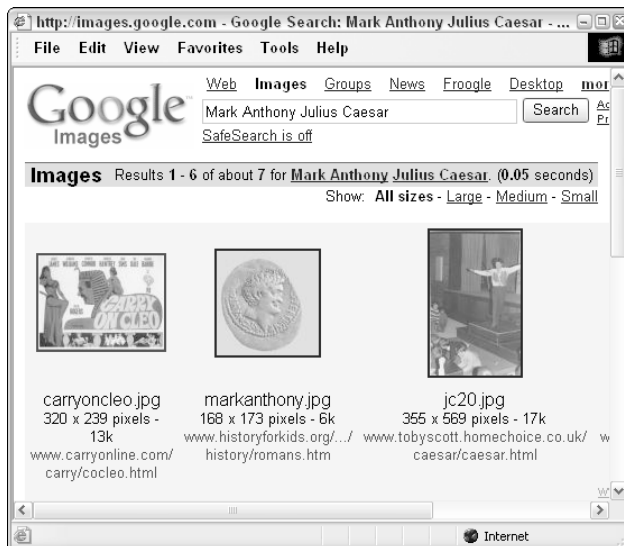 http://images.google.com - Google Search: Mark Anthony Julius Caesar - ...
File Edit View Favorites Tools Help
Web Images Groups News Froogle Desktop mor
Google
Images
Mark Anthony Julius Caesar Search
SafeSearch is off
Images Results 1 - 6 of about 7 for Mark Anthony Julius Caesar. (0.05 seconds)
Show: All sizes - Large - Medium - Small
CARRY
ON CLEO
carryoncleo.jpg markanthony.jpg jc20.jpg
320 x 239 pixels - 168 x 173 pixels - 6k 355 x 569 pixels - 17k
13k
www.carryonline.com/ www.historyforkids.org/.../ www.tobyscott.homechoice.co.uk/ w
carry/cocleo.html history/romans.htm caesar/caesar.html
Internet